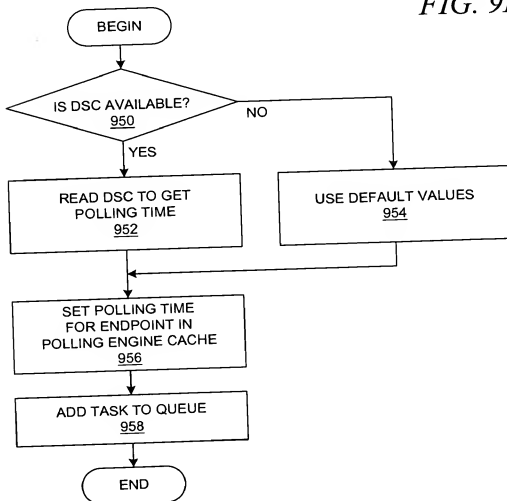 FIG. 9
BEGIN
IS DSC AVAILABLE?
950
NO
YES
READ DSC TO GET
POLLING TIME
952
USE DEFAULT VALUES
954
SET POLLING TIME
FOR ENDPOINT IN
POLLING ENGINE CACHE
956
ADD TASK TO QUEUE
958
END